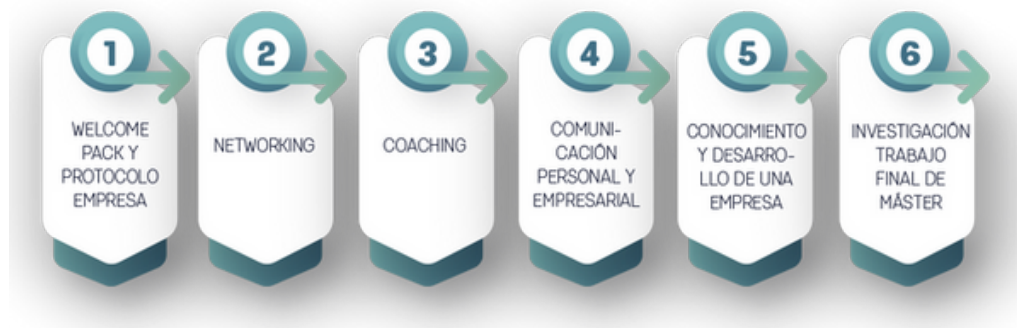 1
WELCOME
PACK Y
PROTOCOLO
EMPRESA
2
NETWORKING
3
COACHING
4
COMUNI-
CACIÓN
PERSONAL Y
EMPRESARIAL
5
CONOCIMIENTO
Y DESARRO-
LLO DE UNA
EMPRESA
6
INVESTIGACIÓN
TRABAJO
FINAL DE
MÁSTER